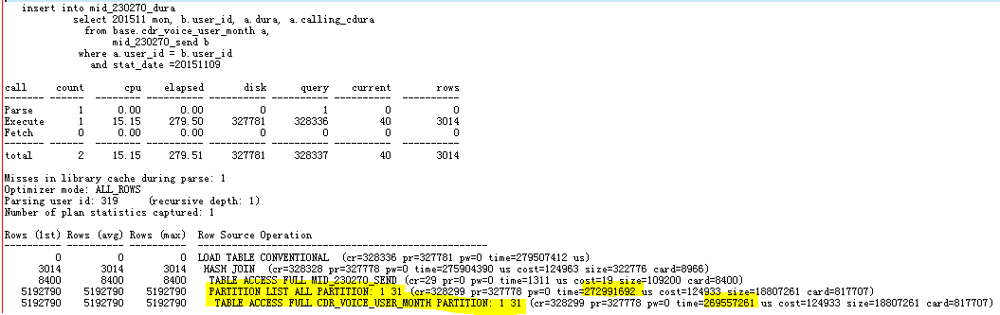 insert into mid_230270_dura
select 201511 mon, b.user_id, a.dura, a.calling_cdura
from base.cdr_voice_user_month a,
mid_230270_send b
where a.user_id = b.user_id
and stat_date =20151109
call count cpu elapsed disk query current rows
------- ------ -------- ---------- ---------- ---------- ---------- ----------
Parse 1 0.00 0.00 0 1 0 0
Execute 1 15.15 279.50 327781 328336 40 3014
Fetch 0 0.00 0.00 0 0 0 0
------- ------ -------- ---------- ---------- ---------- ---------- ----------
total 2 15.15 279.51 327781 328337 40 3014
Misses in library cache during parse: 1
Optimizer mode: ALL_ROWS
Parsing user id: 319 (recursive depth: 1)
Number of plan statistics captured: 1
Rows (1st) Rows (avg) Rows (max) Row Source Operation
---------- ---------- ---------- ---------------------------------------------------
0 0 0 LOAD TABLE CONVENTIONAL (cr=328336 pr=327781 pw=0 time=279507412 us)
3014 3014 3014 HASH JOIN (cr=328328 pr=327778 pw=0 time=275904390 us cost=124963 size=322776 card=8966)
8400 8400 8400 TABLE ACCESS FULL MID_230270_SEND (cr=29 pr=0 pw=0 time=1311 us cost=19 size=109200 card=8400)
5192790 5192790 5192790 PARTITION LIST ALL PARTITION: 1 31 (cr=328299 pr=327778 pw=0 time=272991692 us cost=124933 size=18807261 card=817707)
5192790 5192790 5192790 TABLE ACCESS FULL CDR_VOICE_USER_MONTH PARTITION: 1 31 (cr=328299 pr=327778 pw=0 time=269557261 us cost=124933 size=18807261 card=817707)